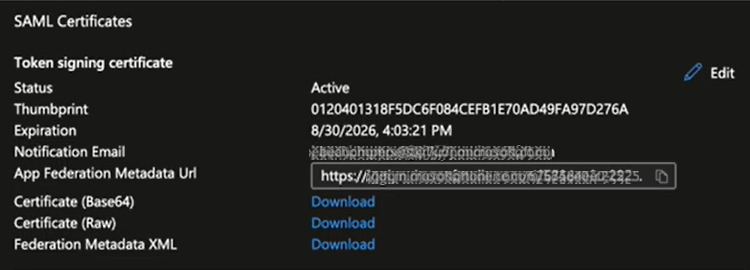 SAML Certificates
Token signing certificate
Edit
Status Active
Thumbprint 0120401318F5DC6F084CEFB1E70AD49FA97D276A
Expiration 8/30/2026, 4:03:21 PM
Notification Email
App Federation Metadata Url https://
Certificate (Base64) Download
Certificate (Raw) Download
Federation Metadata XML Download